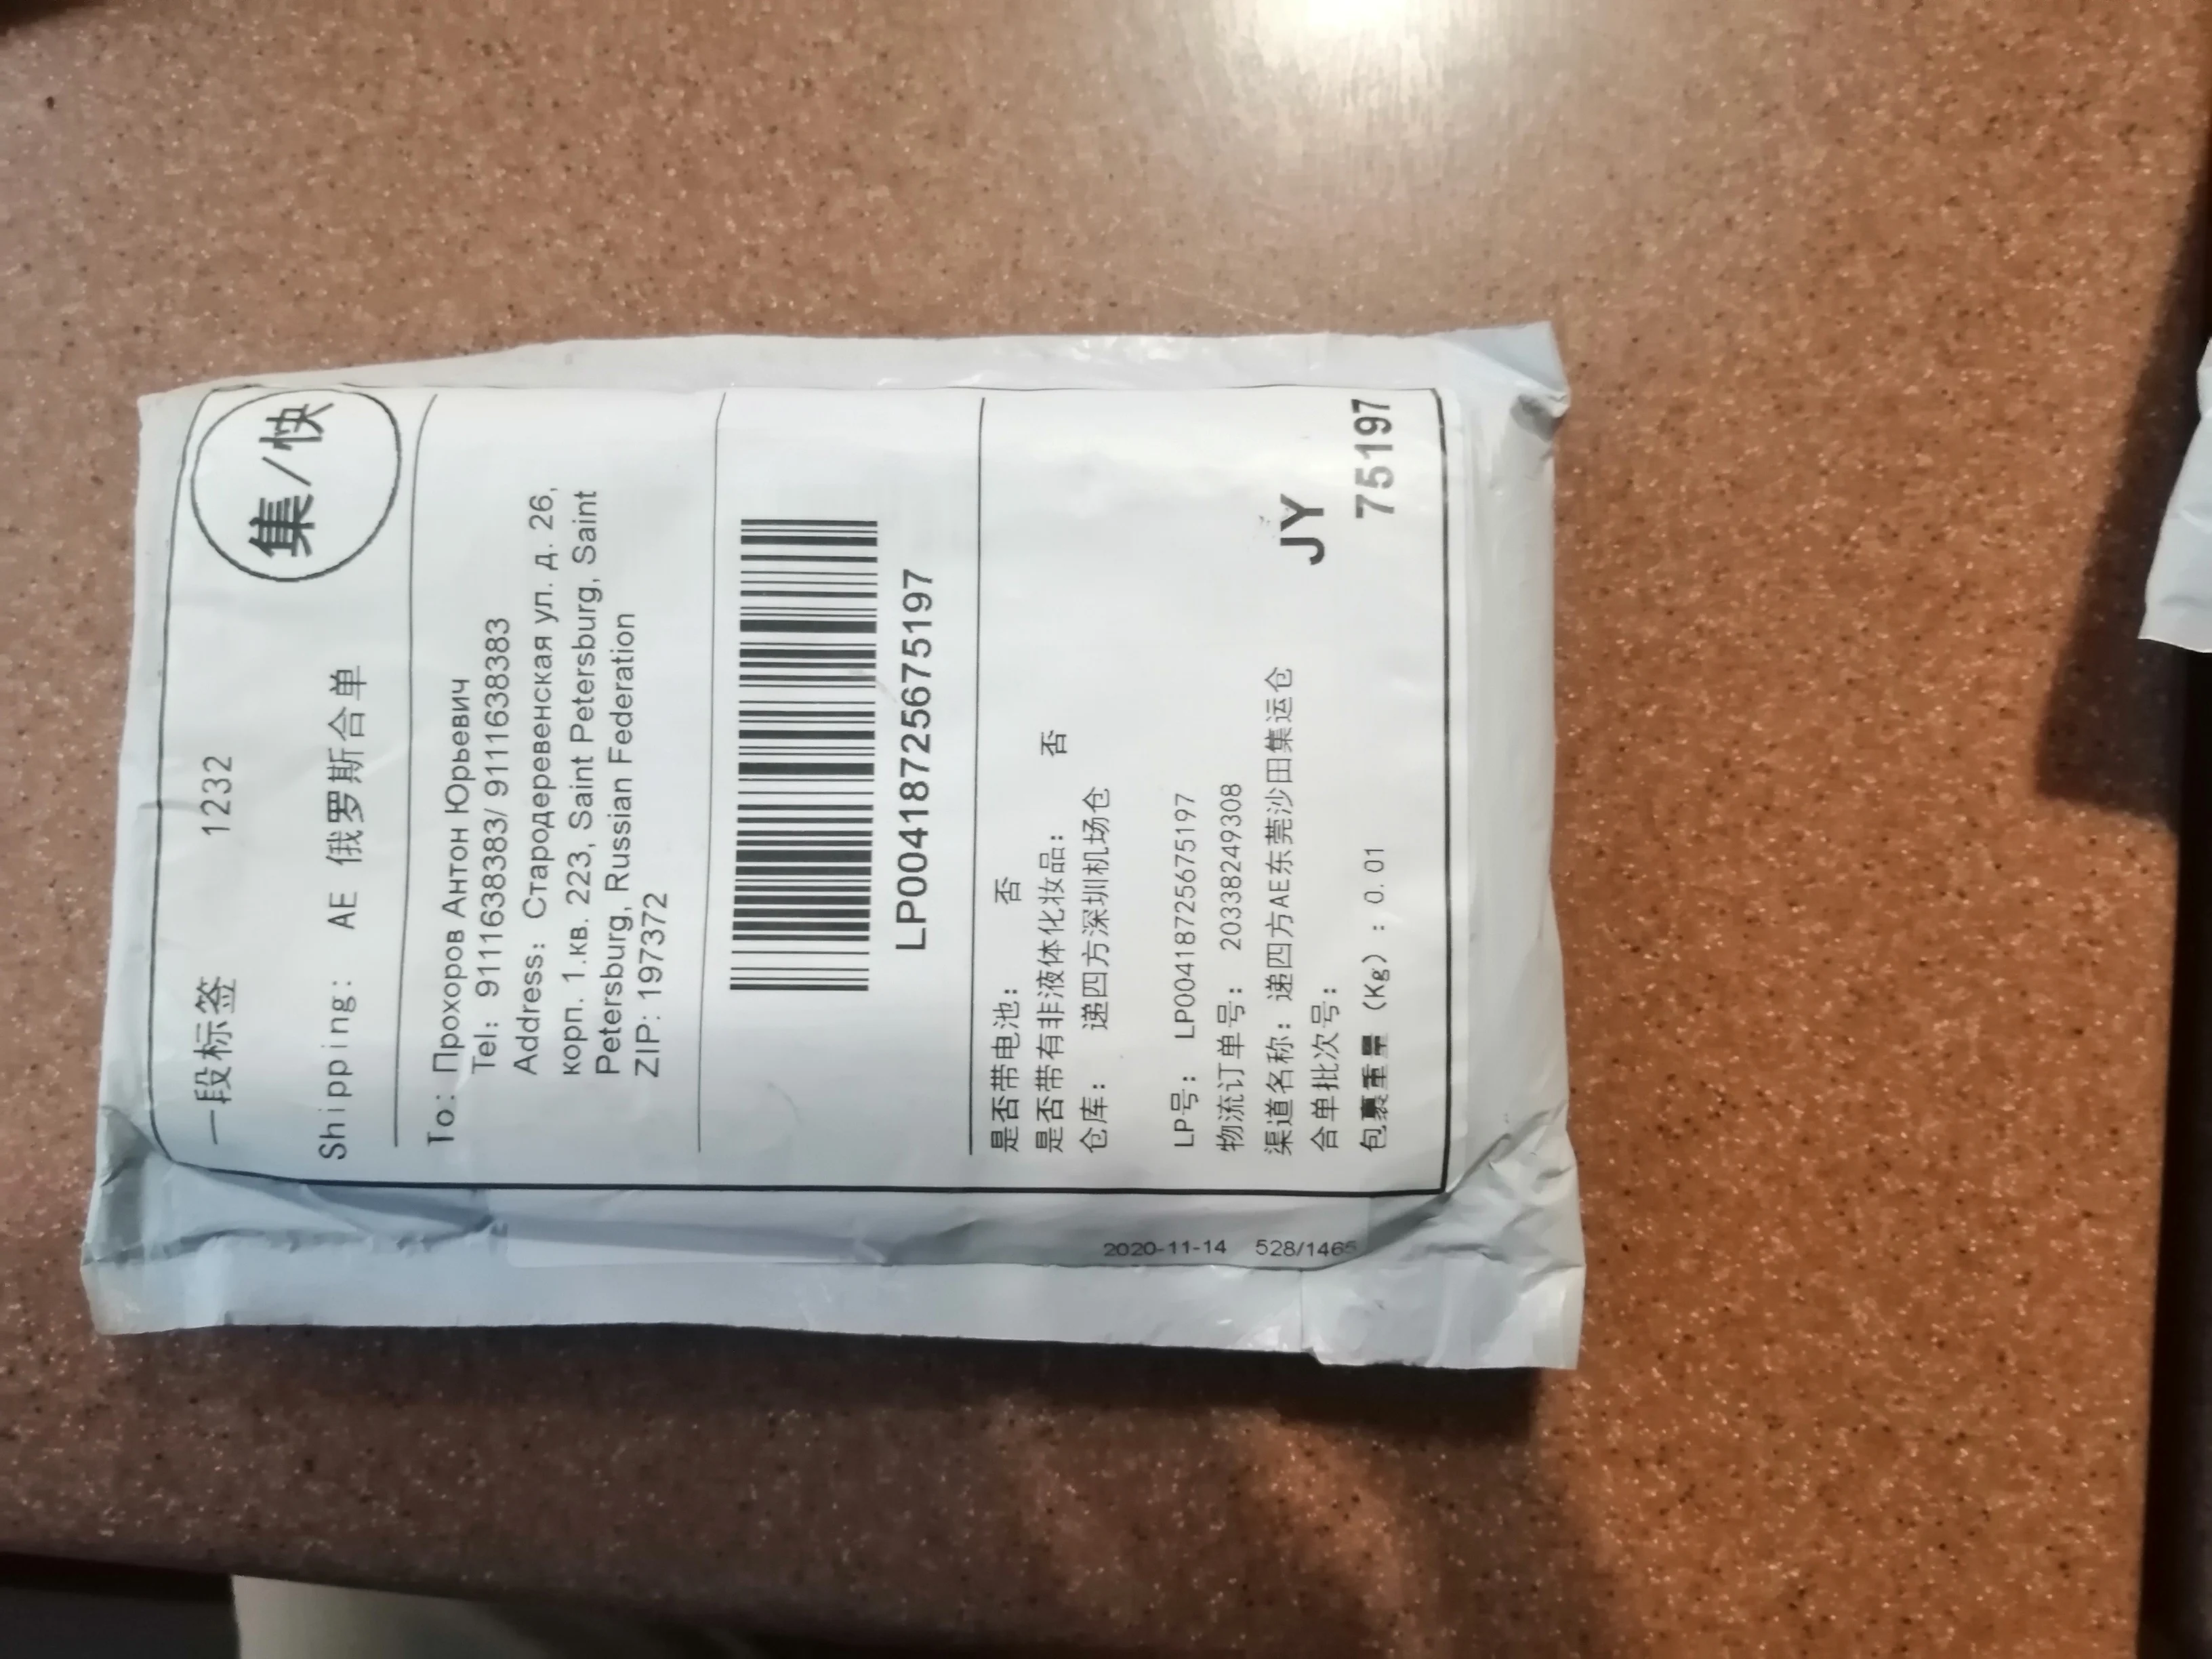 一段标签 1232
集/快
Shipping: AE 俄罗斯合单
To: Прохоров Антон Юрьевич
Tel: 9111638383/ 9111638383
Address: Стародеревенская ул. д. 26,
корп. 1.кв. 223, Saint Petersburg, Saint
Petersburg, Russian Federation
ZIP: 197372
LP00418725675197
是否带电池： 否
是否带有非液体化妆品： 否
仓库： 递四方深圳机场仓
LP号： LP00418725675197
物流订单号： 20338249308
渠道名称：递四方AE东莞沙田集运仓
合单批次号：
JY
包裹重量（Kg）：0.01
75197
2020-11-14 528/1465